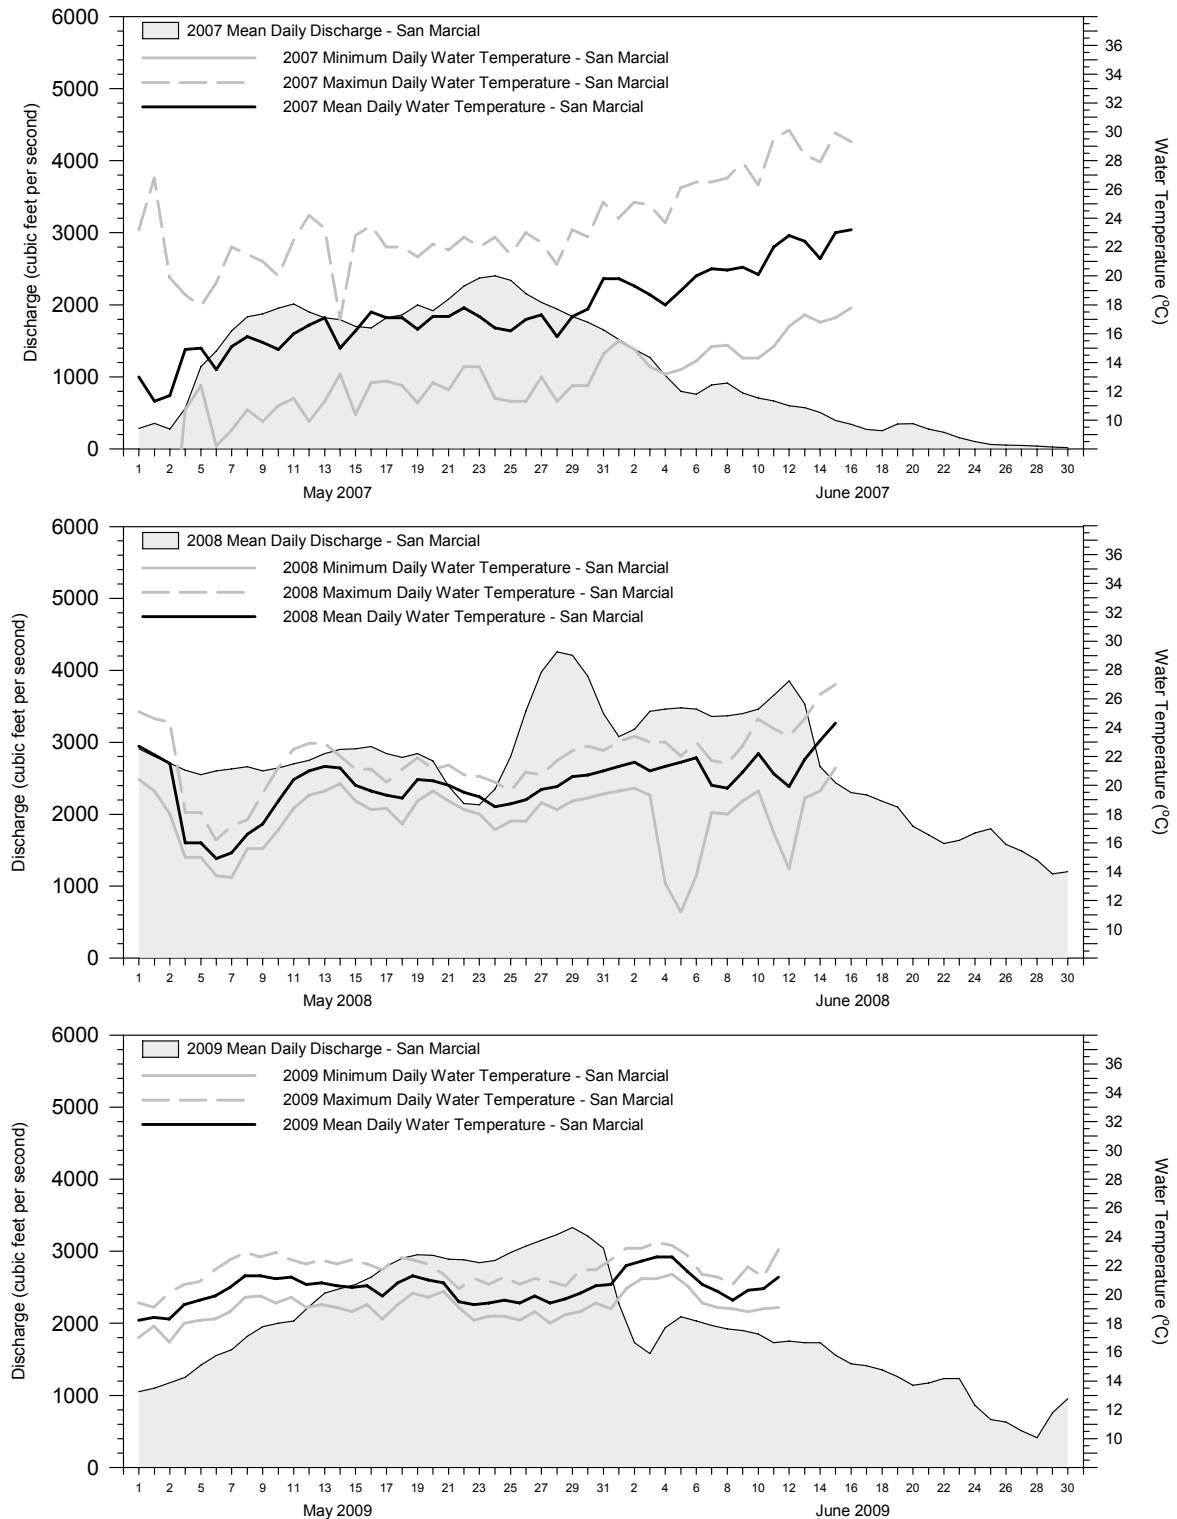 6000
5000
4000
3000
2000
1000
0
Discharge (cubic feet per second)
2007 Mean Daily Discharge - San Marcial
2007 Minimum Daily Water Temperature - San Marcial
2007 Maximun Daily Water Temperature - San Marcial
2007 Mean Daily Water Temperature - San Marcial
36
34
32
30
28
26
24
22
20
18
16
14
12
10
Water Temperature (°C)
1 2 5 7 9 11 13 15 17 19 21 23 25 27 29 31 2 4 6 8 10 12 14 16 18 20 22 24 26 28 30
May 2007 June 2007
6000
5000
4000
3000
2000
1000
0
Discharge (cubic feet per second)
2008 Mean Daily Discharge - San Marcial
2008 Minimum Daily Water Temperature - San Marcial
2008 Maximum Daily Water Temperature - San Marcial
2008 Mean Daily Water Temperature - San Marcial
36
34
32
30
28
26
24
22
20
18
16
14
12
10
Water Temperature (°C)
1 2 5 7 9 11 13 15 17 19 21 23 25 27 29 31 2 4 6 8 10 12 14 16 18 20 22 24 26 28 30
May 2008 June 2008
6000
5000
4000
3000
2000
1000
0
Discharge (cubic feet per second)
2009 Mean Daily Discharge - San Marcial
2009 Minimum Daily Water Temperature - San Marcial
2009 Maximum Daily Water Temperature - San Marcial
2009 Mean Daily Water Temperature - San Marcial
36
34
32
30
28
26
24
22
20
18
16
14
12
10
Water Temperature (°C)
1 2 5 7 9 11 13 15 17 19 21 23 25 27 29 31 2 4 6 8 10 12 14 16 18 20 22 24 26 28 30
May 2009 June 2009